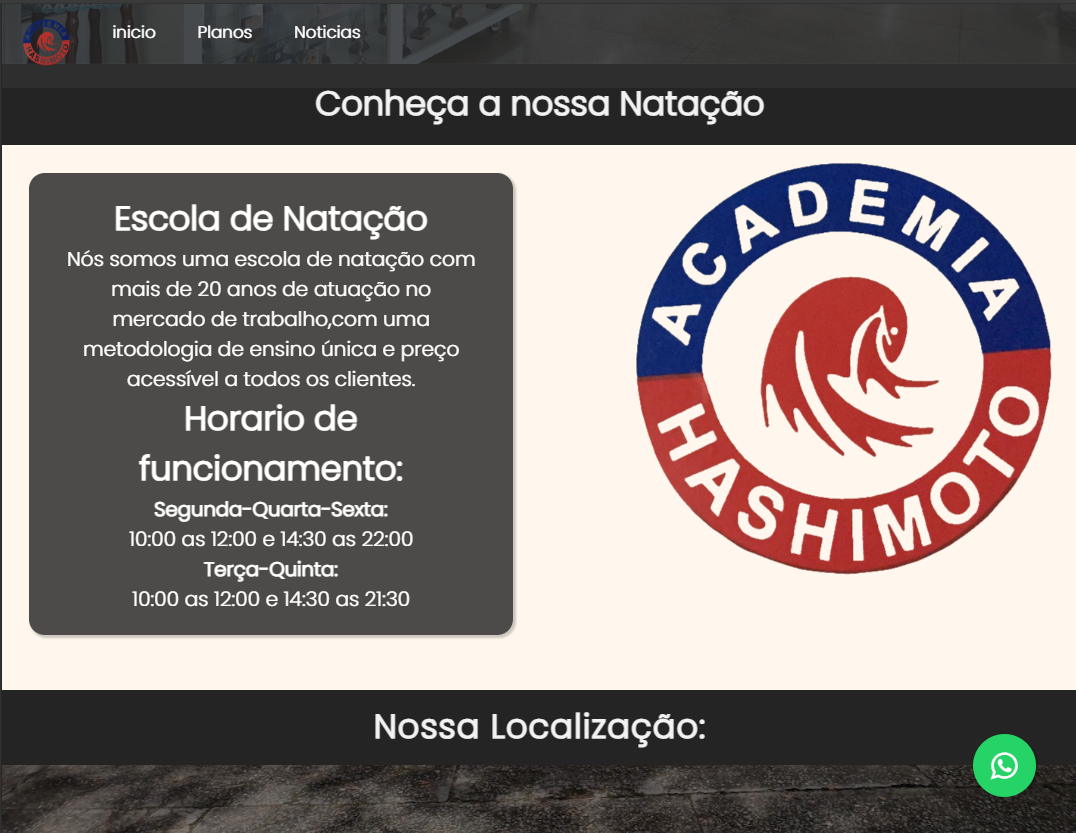 inicio
Planos
Noticias
Conheça a nossa Natação
Escola de Natação
Nós somos uma escola de natação com
mais de 20 anos de atuação no
mercado de trabalho,com uma
metodologia de ensino única e preço
acessível a todos os clientes.
Horario de
funcionamento:
Segunda-Quarta-Sexta:
10:00 as 12:00 e 14:30 as 22:00
Terça-Quinta:
10:00 as 12:00 e 14:30 as 21:30
ACADEMIA
HASHIMOTO
Nossa Localização: